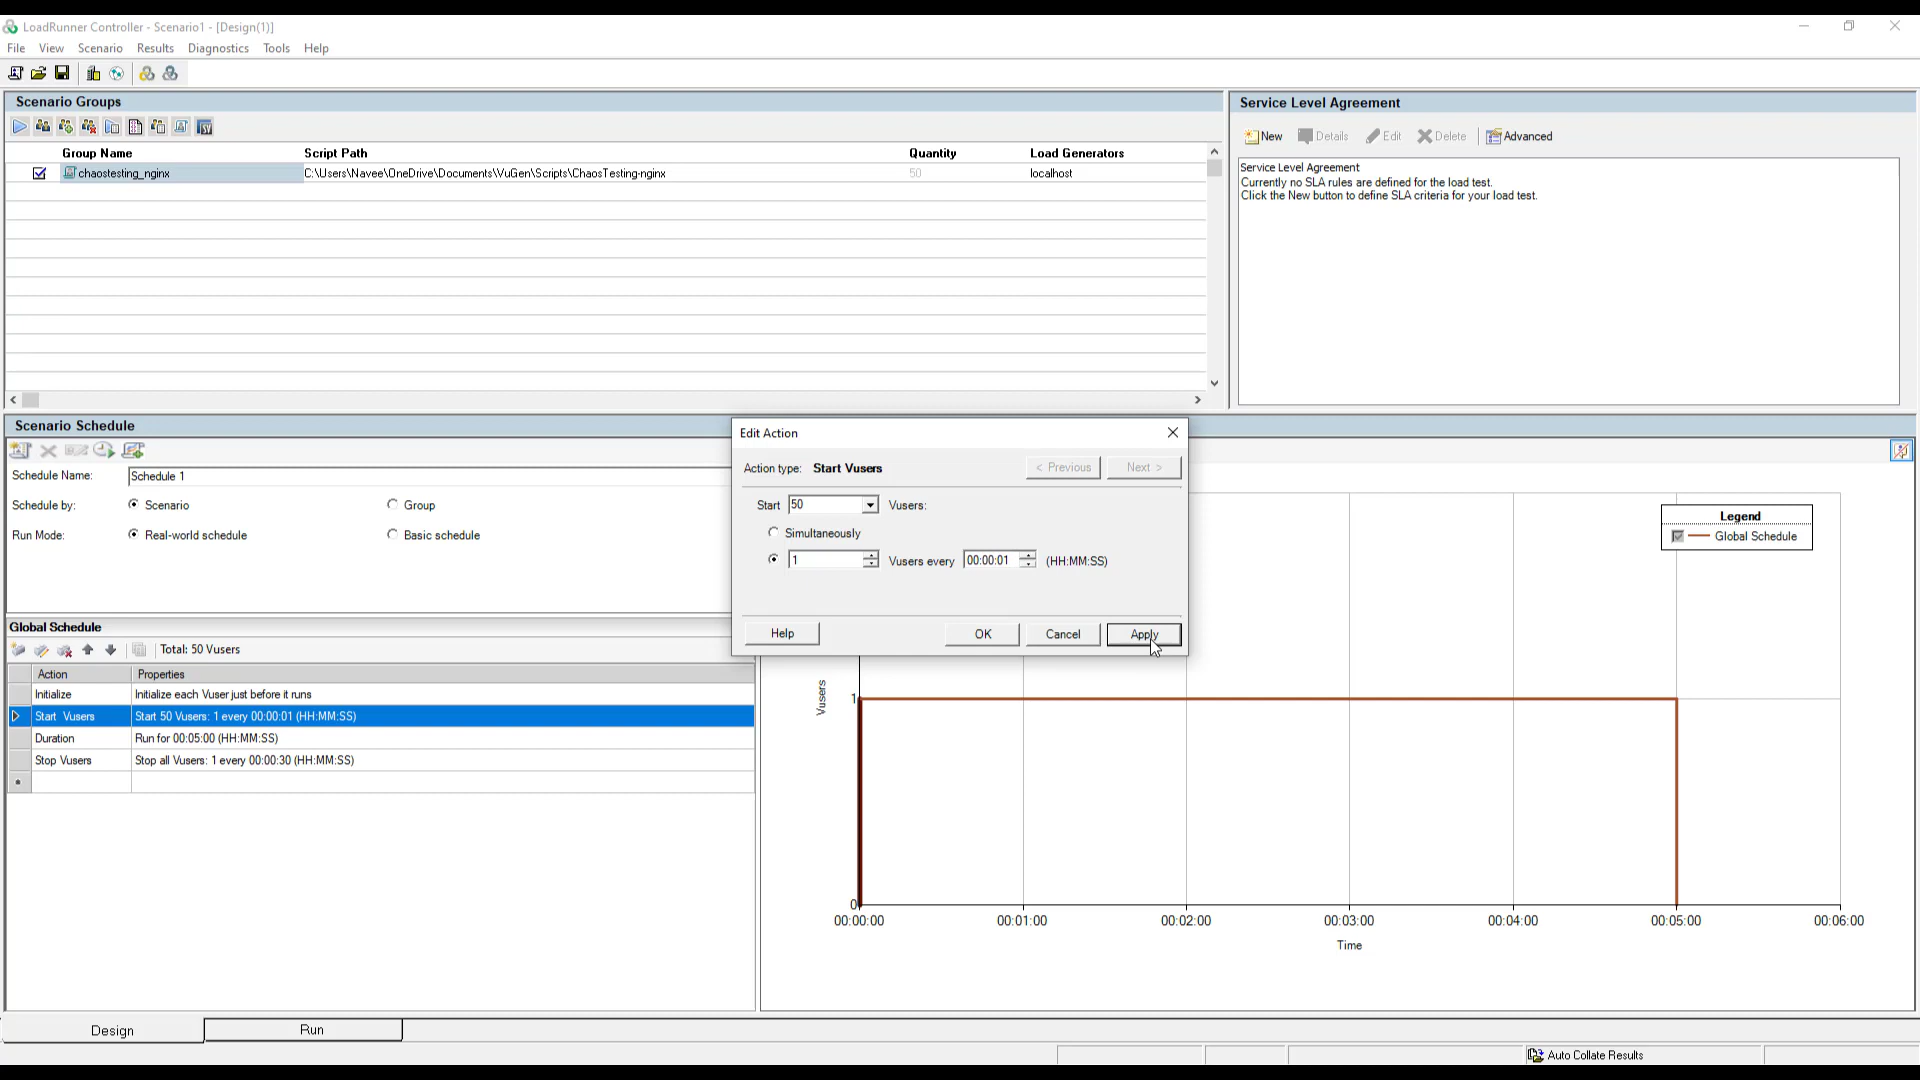 LoadRunner Controller - Scenario1 - [Design(1)]
File View Scenario Results Diagnostics Tools Help
Scenario Groups
Group Name Script Path Quantity Load Generators
chaostesting_nginx C:\Users\Navee\OneDrive\Documents\VuGen\Scripts\ChaosTesting-nginx 50 localhost
Service Level Agreement
New Details Edit Delete Advanced
Service Level Agreement
Currently no SLA rules are defined for the load test.
Click the New button to define SLA criteria for your load test.
Scenario Schedule
Schedule Name: Schedule 1
Schedule by: Scenario Group
Run Mode: Real-world schedule Basic schedule
Edit Action
Action type: Start Vusers < Previous Next >
Start 50 Vusers:
Simultaneously
1 Vusers every 00:00:01 (HH:MM:SS)
Help OK Cancel Apply
Legend
Global Schedule
Global Schedule
Total: 50 Vusers
Action Properties
Initialize Initialize each Vuser just before it runs
Start Vusers Start 50 Vusers: 1 every 00:00:01 (HH:MM:SS)
Duration Run for 00:05:00 (HH:MM:SS)
Stop Vusers Stop all Vusers: 1 every 00:00:30 (HH:MM:SS)
*
Vusers
1
0
00:00:00 00:01:00 00:02:00 00:03:00 00:04:00 00:05:00 00:06:00
Time
Design Run
Auto Collate Results